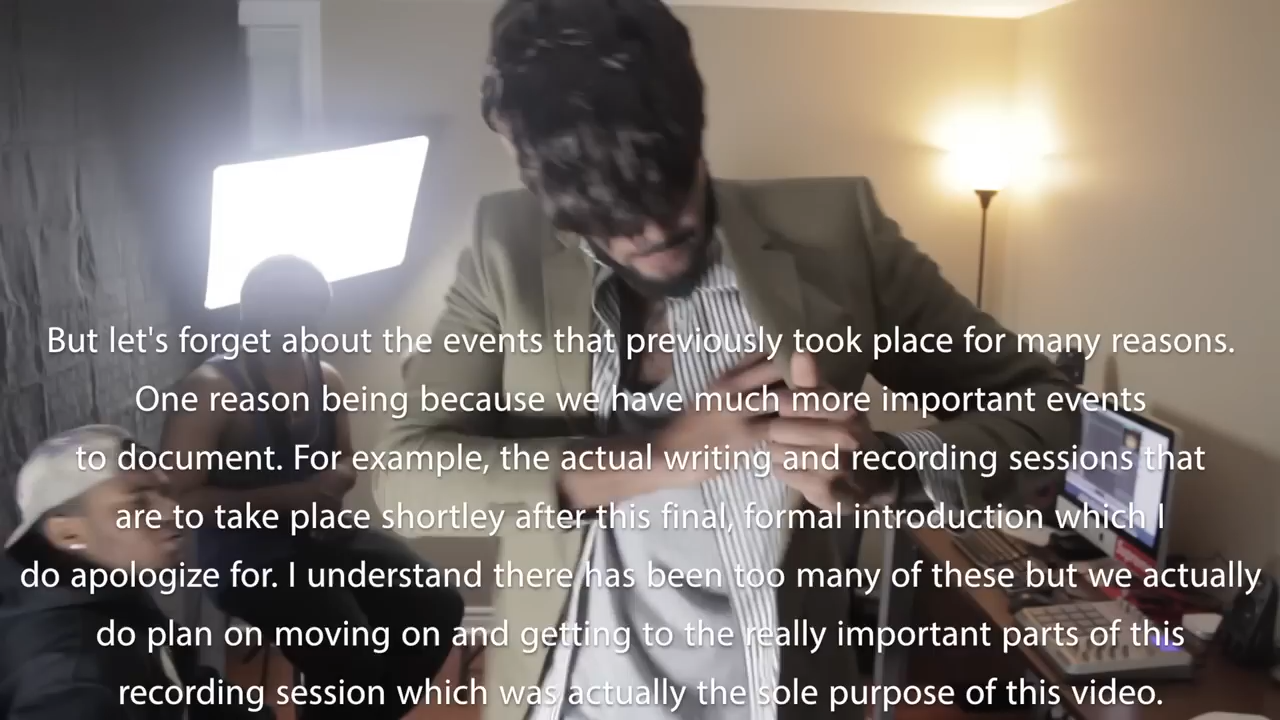 But let's forget about the events that previously took place for many reasons.
One reason being because we have much more important events
to document. For example, the actual writing and recording sessions that
are to take place shortley after this final, formal introduction which I
do apologize for. I understand there has been too many of these but we actually
do plan on moving on and getting to the really important parts of this
recording session which was actually the sole purpose of this video.
Supreme